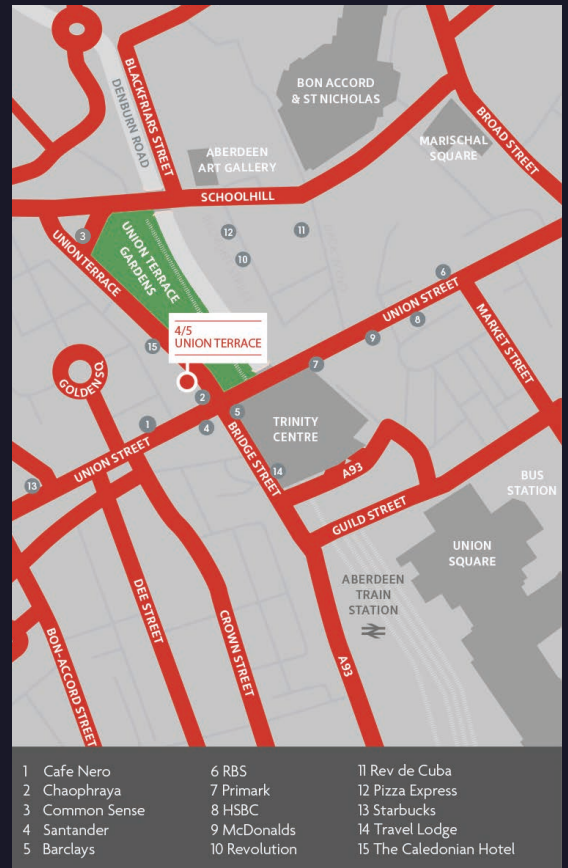 DENBURN ROAD
BLACKFRIARS STREET
BON ACCORD
& ST NICHOLAS
BROAD STREET
MARISCHAL
SQUARE
ABERDEEN
ART GALLERY
SCHOOLHILL
3
12
11
10
UNION TERRACE
UNION TERRACE
GARDENS
6
UNION STREET
8
9
MARKET STREET
4/5
UNION TERRACE
15
7
GOLDEN SQ
2
5
1
4
TRINITY
CENTRE
UNION STREET
BRIDGE STREET
14
A93
13
BUS
STATION
GUILD STREET
UNION
SQUARE
ABERDEEN
TRAIN
STATION
DEE STREET
CROWN STREET
BON-ACCORD STREET
A93
1 Cafe Nero
2 Chaophraya
3 Common Sense
4 Santander
5 Barclays
6 RBS
7 Primark
8 HSBC
9 McDonalds
10 Revolution
11 Rev de Cuba
12 Pizza Express
13 Starbucks
14 Travel Lodge
15 The Caledonian Hotel